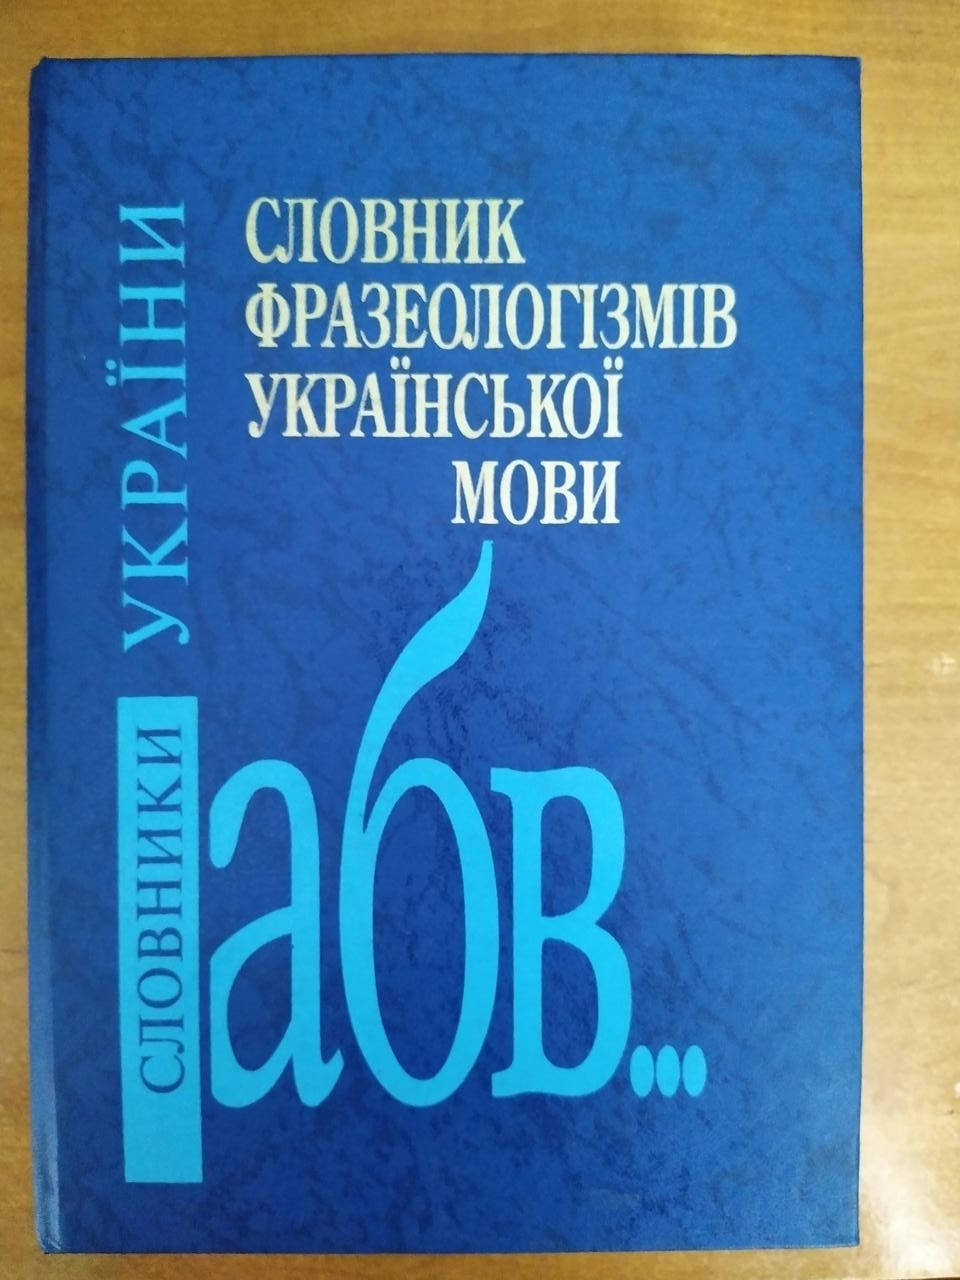 СЛОВНИК
ФРАЗЕОЛОГІЗМІВ
УКРАЇНСЬКОЇ
МОВИ
СЛОВНИКИ УКРАЇНИ
абв...